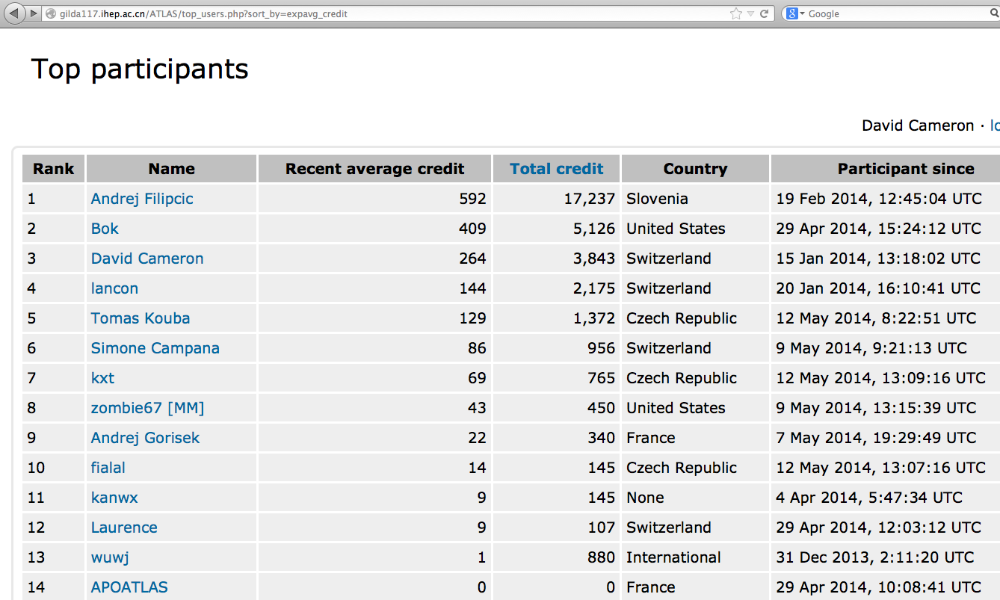 gilda117.ihep.ac.cn/ATLAS/top_users.php?sort_by=expavg_credit 8 Google
Top participants
David Cameron ·
Rank Name Recent average credit Total credit Country Participant since
1 Andrej Filipcic 592 17,237 Slovenia 19 Feb 2014, 12:45:04 UTC
2 Bok 409 5,126 United States 29 Apr 2014, 15:24:12 UTC
3 David Cameron 264 3,843 Switzerland 15 Jan 2014, 13:18:02 UTC
4 lancon 144 2,175 Switzerland 20 Jan 2014, 16:10:41 UTC
5 Tomas Kouba 129 1,372 Czech Republic 12 May 2014, 8:22:51 UTC
6 Simone Campana 86 956 Switzerland 9 May 2014, 9:21:13 UTC
7 kxt 69 765 Czech Republic 12 May 2014, 13:09:16 UTC
8 zombie67 [MM] 43 450 United States 9 May 2014, 13:15:39 UTC
9 Andrej Gorisek 22 340 France 7 May 2014, 19:29:49 UTC
10 fialal 14 145 Czech Republic 12 May 2014, 13:07:16 UTC
11 kanwx 9 145 None 4 Apr 2014, 5:47:34 UTC
12 Laurence 9 107 Switzerland 29 Apr 2014, 12:03:12 UTC
13 wuwj 1 880 International 31 Dec 2013, 2:11:20 UTC
14 APOATLAS 0 0 France 29 Apr 2014, 10:08:41 UTC